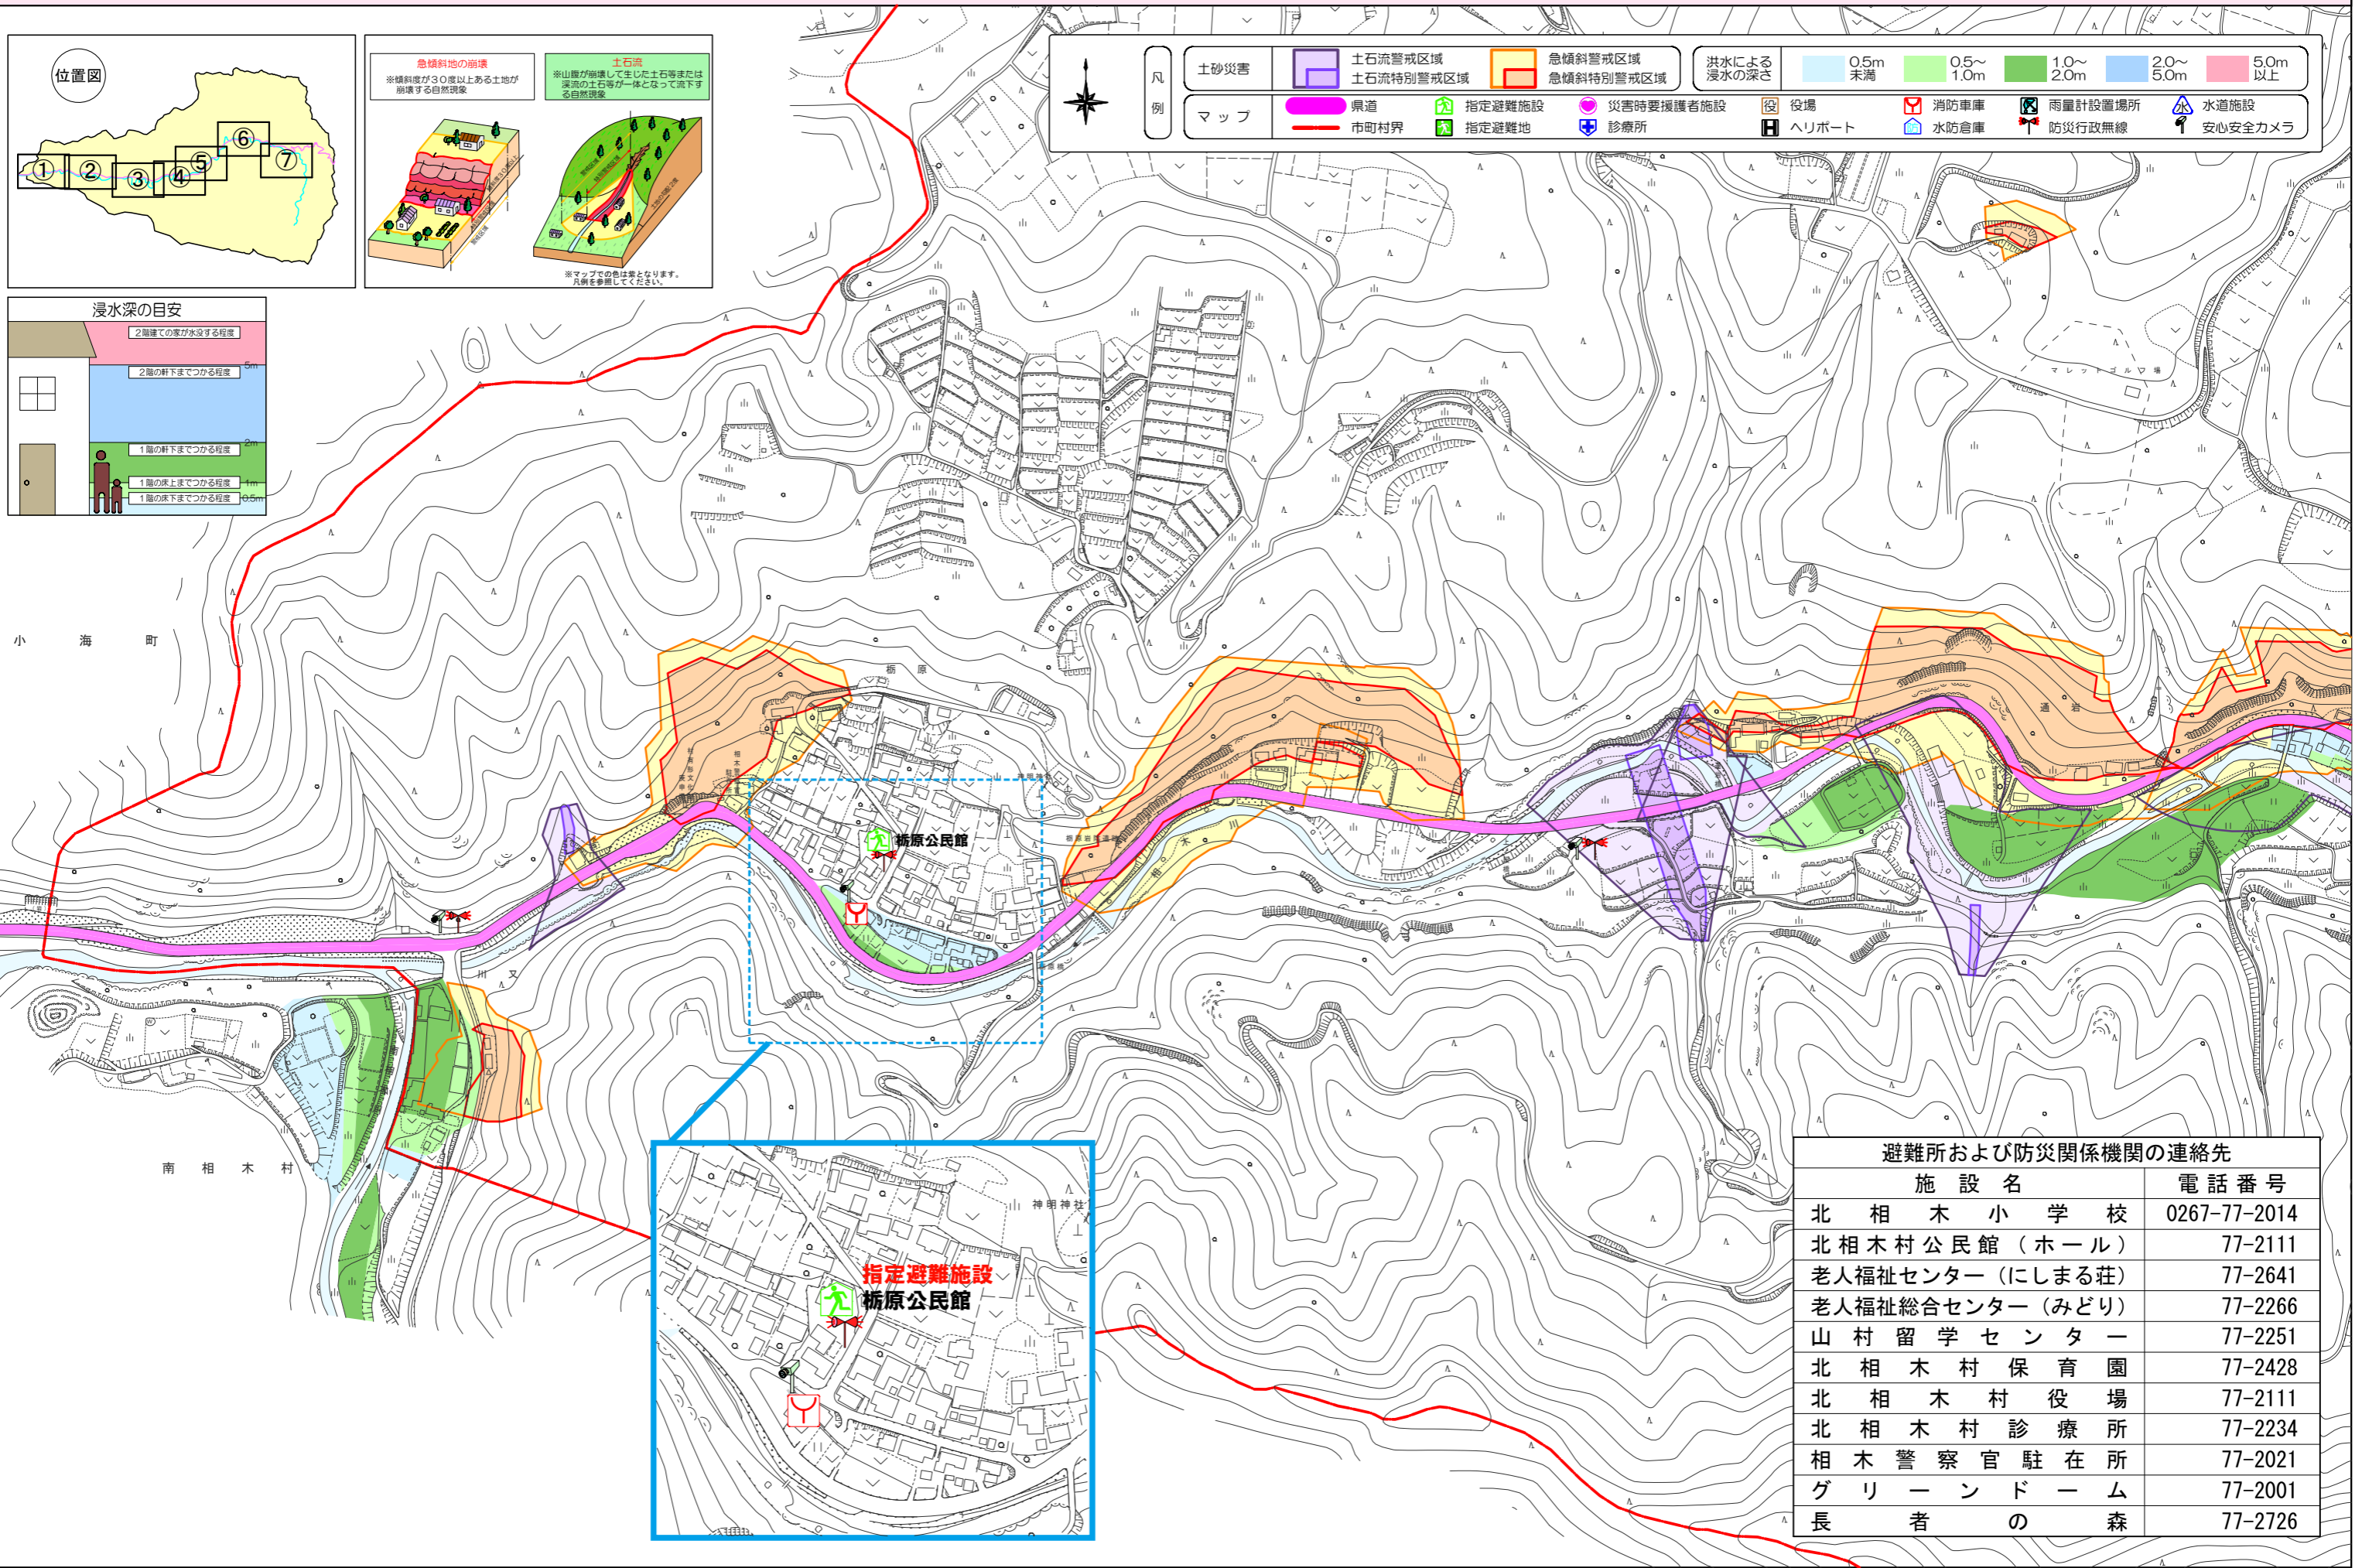 位置図
①
②
③
④
⑤
⑥
⑦
急傾斜地の崩壊
※傾斜度が30度以上ある土地が
崩壊する自然現象
土石流
※山腹が崩壊して生じた土石等または
渓流の土石等が一体となって流下す
る自然現象
※マップでの色は紫となります。
凡例を参照してください。
浸水深の目安
2階建ての家が水没する程度
5m
2階の軒下までつかる程度
2m
1階の軒下までつかる程度
1m
1階の床上までつかる程度
0.5m
1階の床下までつかる程度
凡例
土砂災害
土石流警戒区域
土石流特別警戒区域
急傾斜警戒区域
急傾斜特別警戒区域
洪水による
浸水の深さ
0.5m
未満
0.5～
1.0m
1.0～
2.0m
2.0～
5.0m
5.0m
以上
マップ
県道
市町村界
指定避難施設
指定避難地
災害時要援護者施設
診療所
役 役場
H ヘリポート
消防車庫
水防倉庫
雨量計設置場所
防災行政無線
水 水道施設
安心安全カメラ
マレットゴルフ場
小海町
栃原
通岩
神明神社
栃原公民館
相木川
川又
南相木村
神明神社
指定避難施設
栃原公民館
避難所および防災関係機関の連絡先
施設名 電話番号
北相木小学校 0267-77-2014
北相木村公民館（ホール） 77-2111
老人福祉センター（にしまる荘） 77-2641
老人福祉総合センター（みどり） 77-2266
山村留学センター 77-2251
北相木村保育園 77-2428
北相木村役場 77-2111
北相木村診療所 77-2234
相木警察官駐在所 77-2021
グリーンドーム 77-2001
長者の森 77-2726